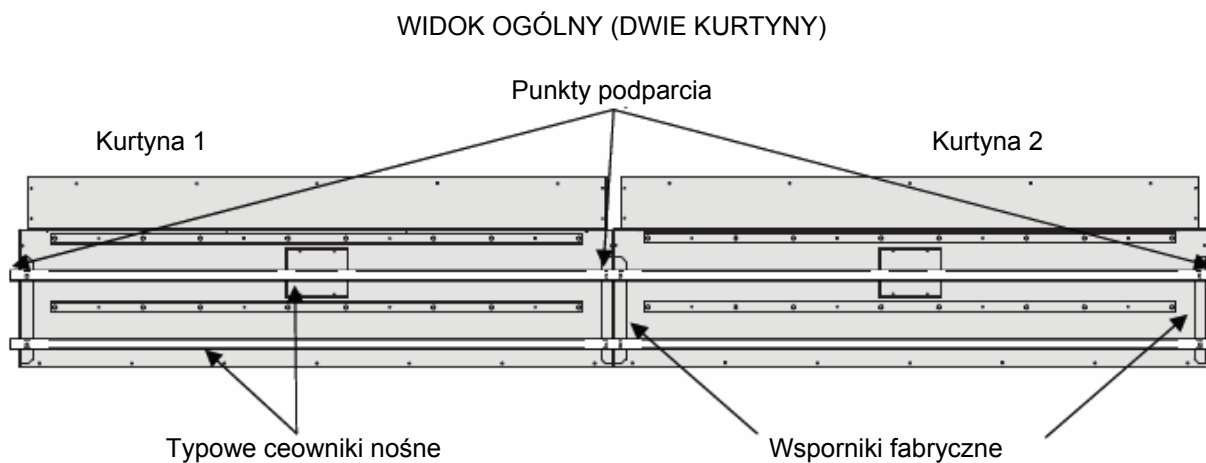 WIDOK OGÓLNY (DWIE KURTYNY)
Punkty podparcia
Kurtyna 1
Kurtyna 2
Typowe ceowniki nośne
Wsporniki fabryczne